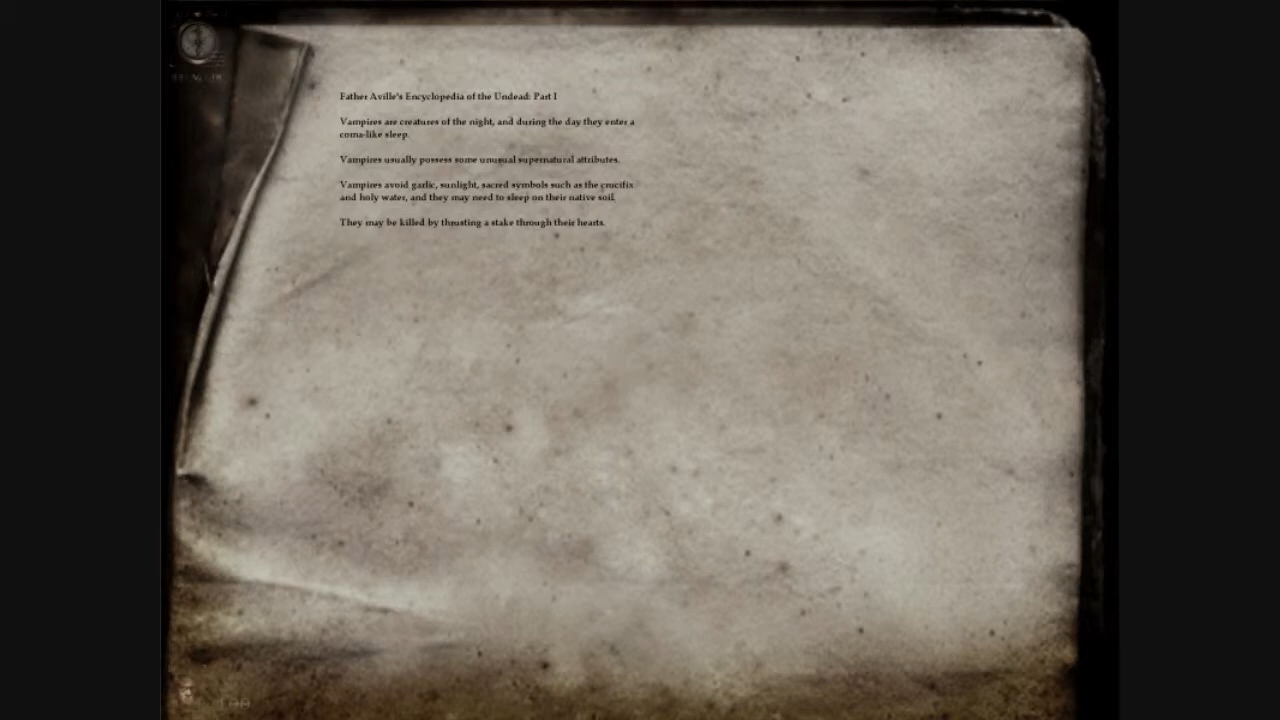 Father Aville's Encyclopedia of the Undead: Part I
Vampires are creatures of the night, and during the day they enter a
coma-like sleep.
Vampires usually possess some unusual supernatural attributes.
Vampires avoid garlic, sunlight, sacred symbols such as the crucifix
and holy water, and they may need to sleep on their native soil.
They may be killed by thrusting a stake through their hearts.